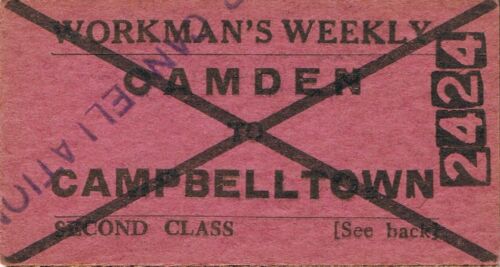 WORKMAN'S WEEKLY
CAMDEN
TO
CAMPBELLTOWN
SECOND CLASS [See back]
2424
CANCELLATION